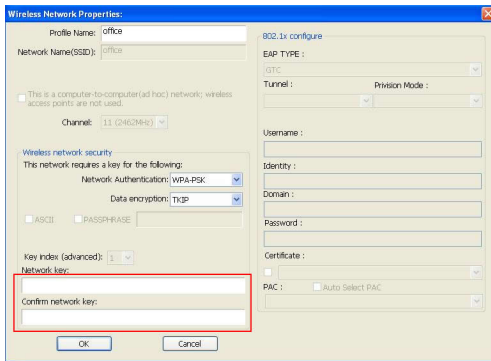 Wireless Network Properties:
Profile Name: office
Network Name(SSID): office
This is a computer-to-computer(ad hoc) network; wireless
access points are not used.
Channel: 11 (2462MHz)
Wireless network security
This network requires a key for the following:
Network Authentication: WPA-PSK
Data encryption: TKIP
ASCII PASSPHRASE
Key index (advanced): 1
Network key:
Confirm network key:
OK Cancel
802.1x configure
EAP TYPE :
GTC
Tunnel : Privision Mode :
Username :
Identity :
Domain :
Password :
Certificate :
PAC : Auto Select PAC